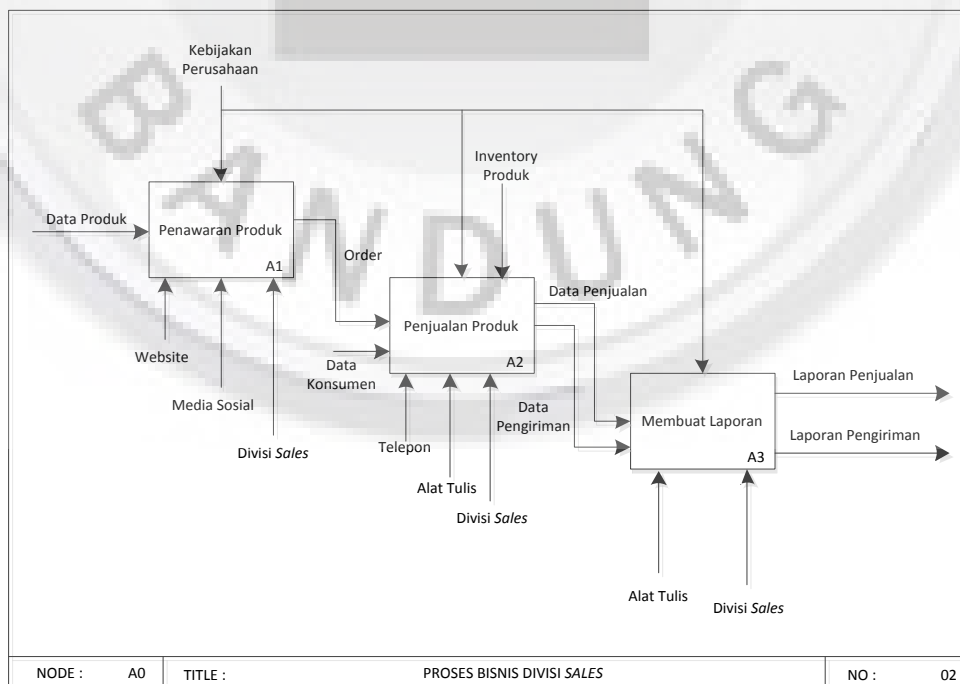 Kebijakan
Perusahaan
Inventory
Produk
Data Produk
Penawaran Produk
A1
Order
Data Penjualan
Penjualan Produk
A2
Website
Data
Konsumen
Media Sosial
Data
Pengiriman
Laporan Penjualan
Membuat Laporan
Laporan Pengiriman
A3
Divisi Sales
Telepon
Alat Tulis
Divisi Sales
Alat Tulis
Divisi Sales
NODE : A0 TITLE : PROSES BISNIS DIVISI SALES NO : 02
BANDUNG